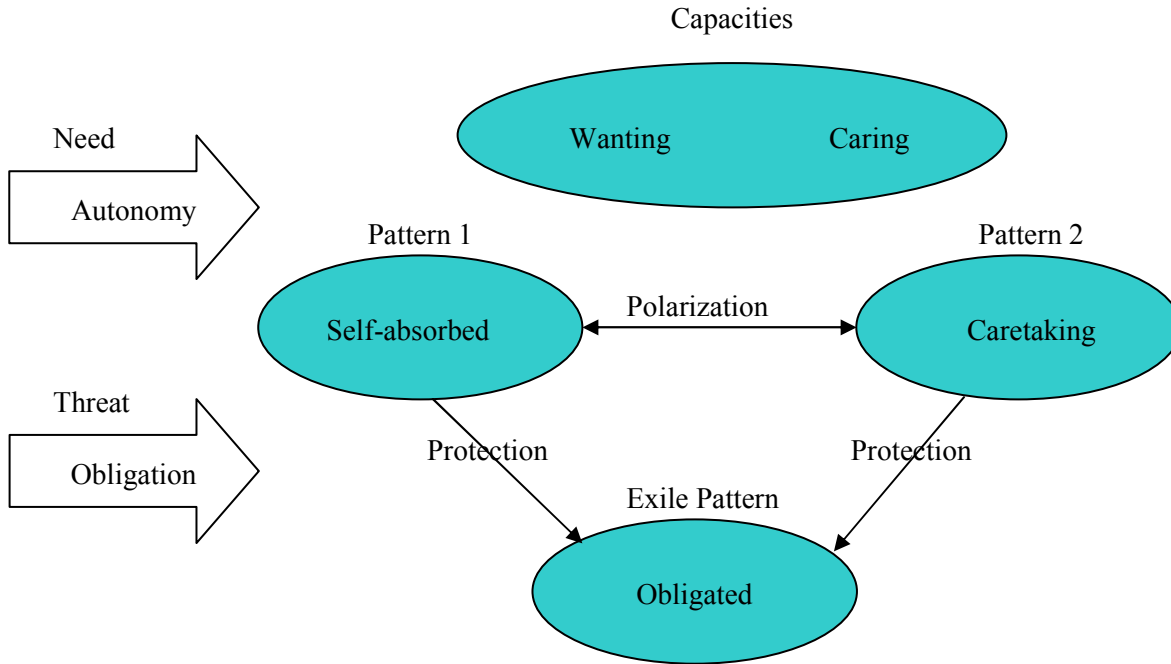 Capacities
Need
Wanting Caring
Autonomy
Pattern 1 Pattern 2
Polarization
Self-absorbed Caretaking
Threat
Protection Protection
Obligation
Exile Pattern
Obligated